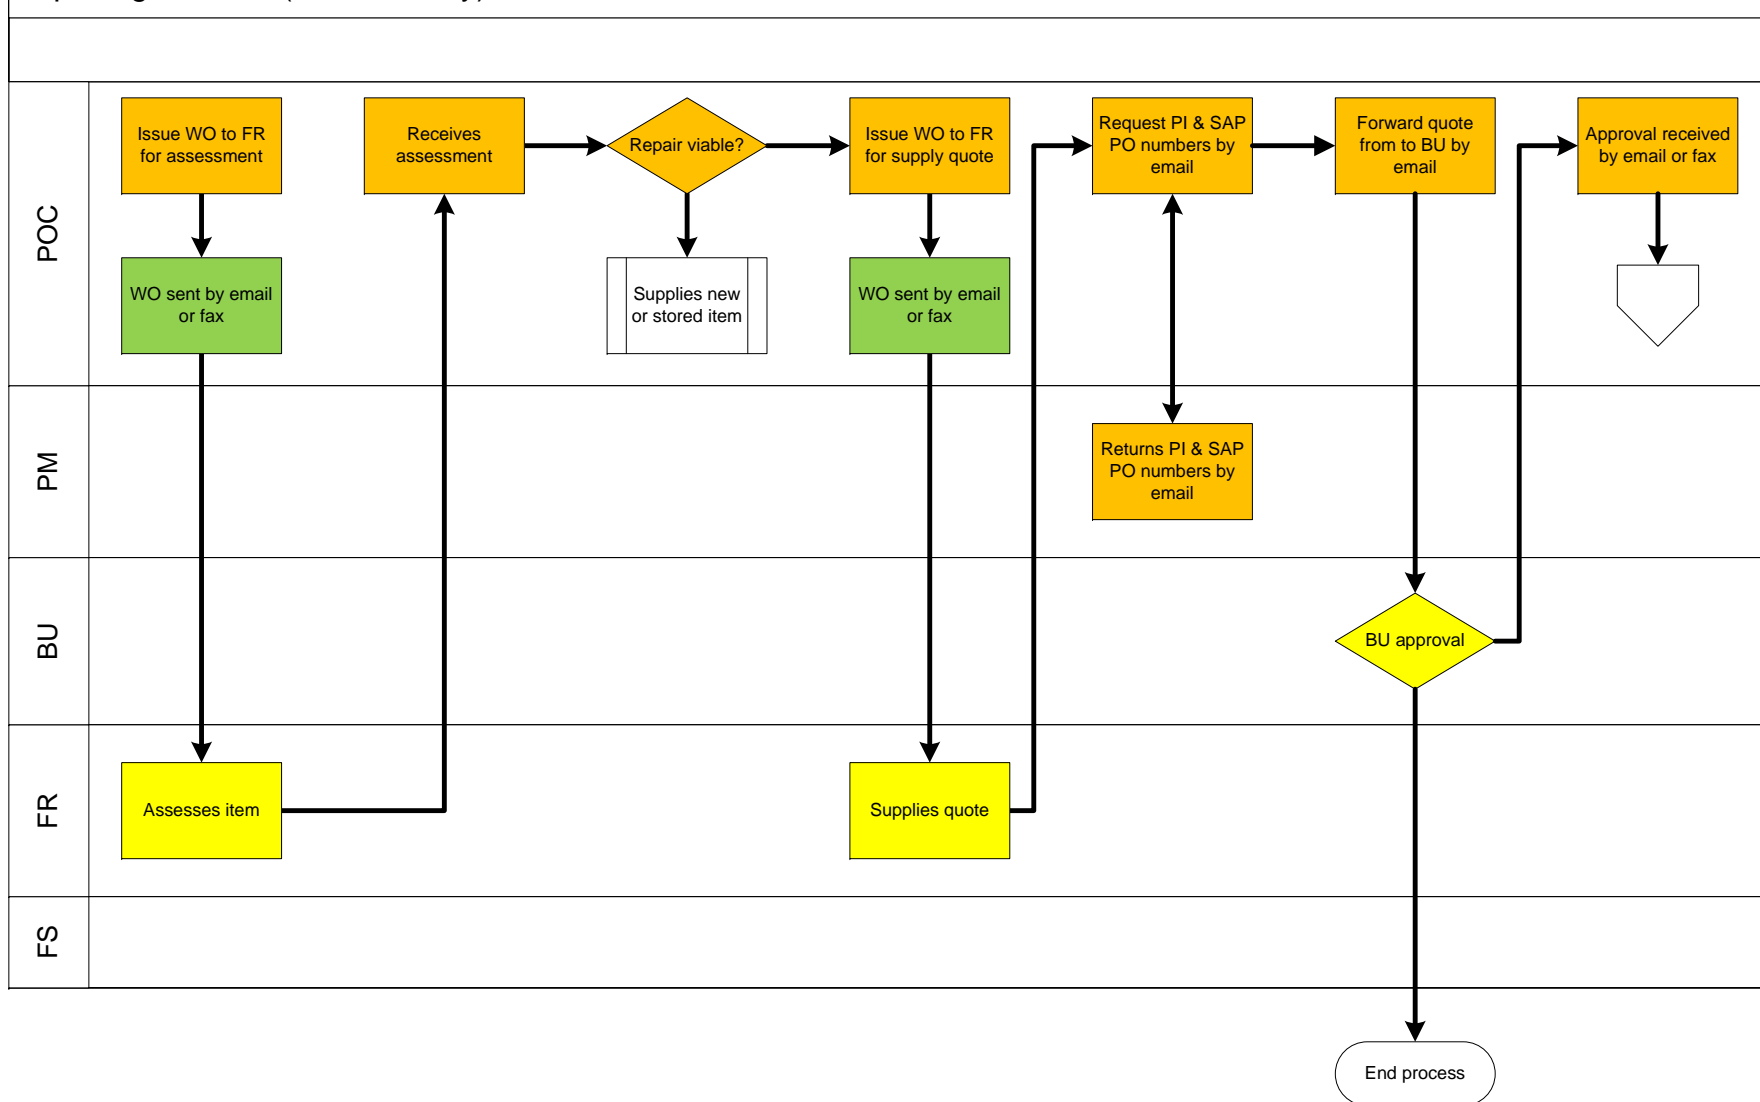 POC
Issue WO to FR
for assessment
Receives
assessment
Repair viable?
Issue WO to FR
for supply quote
Request PI & SAP
PO numbers by
email
Forward quote
from to BU by
email
Approval received
by email or fax
WO sent by email
or fax
Supplies new
or stored item
WO sent by email
or fax
PM
Returns PI & SAP
PO numbers by
email
BU
BU approval
FR
Assesses item
Supplies quote
FS
End process